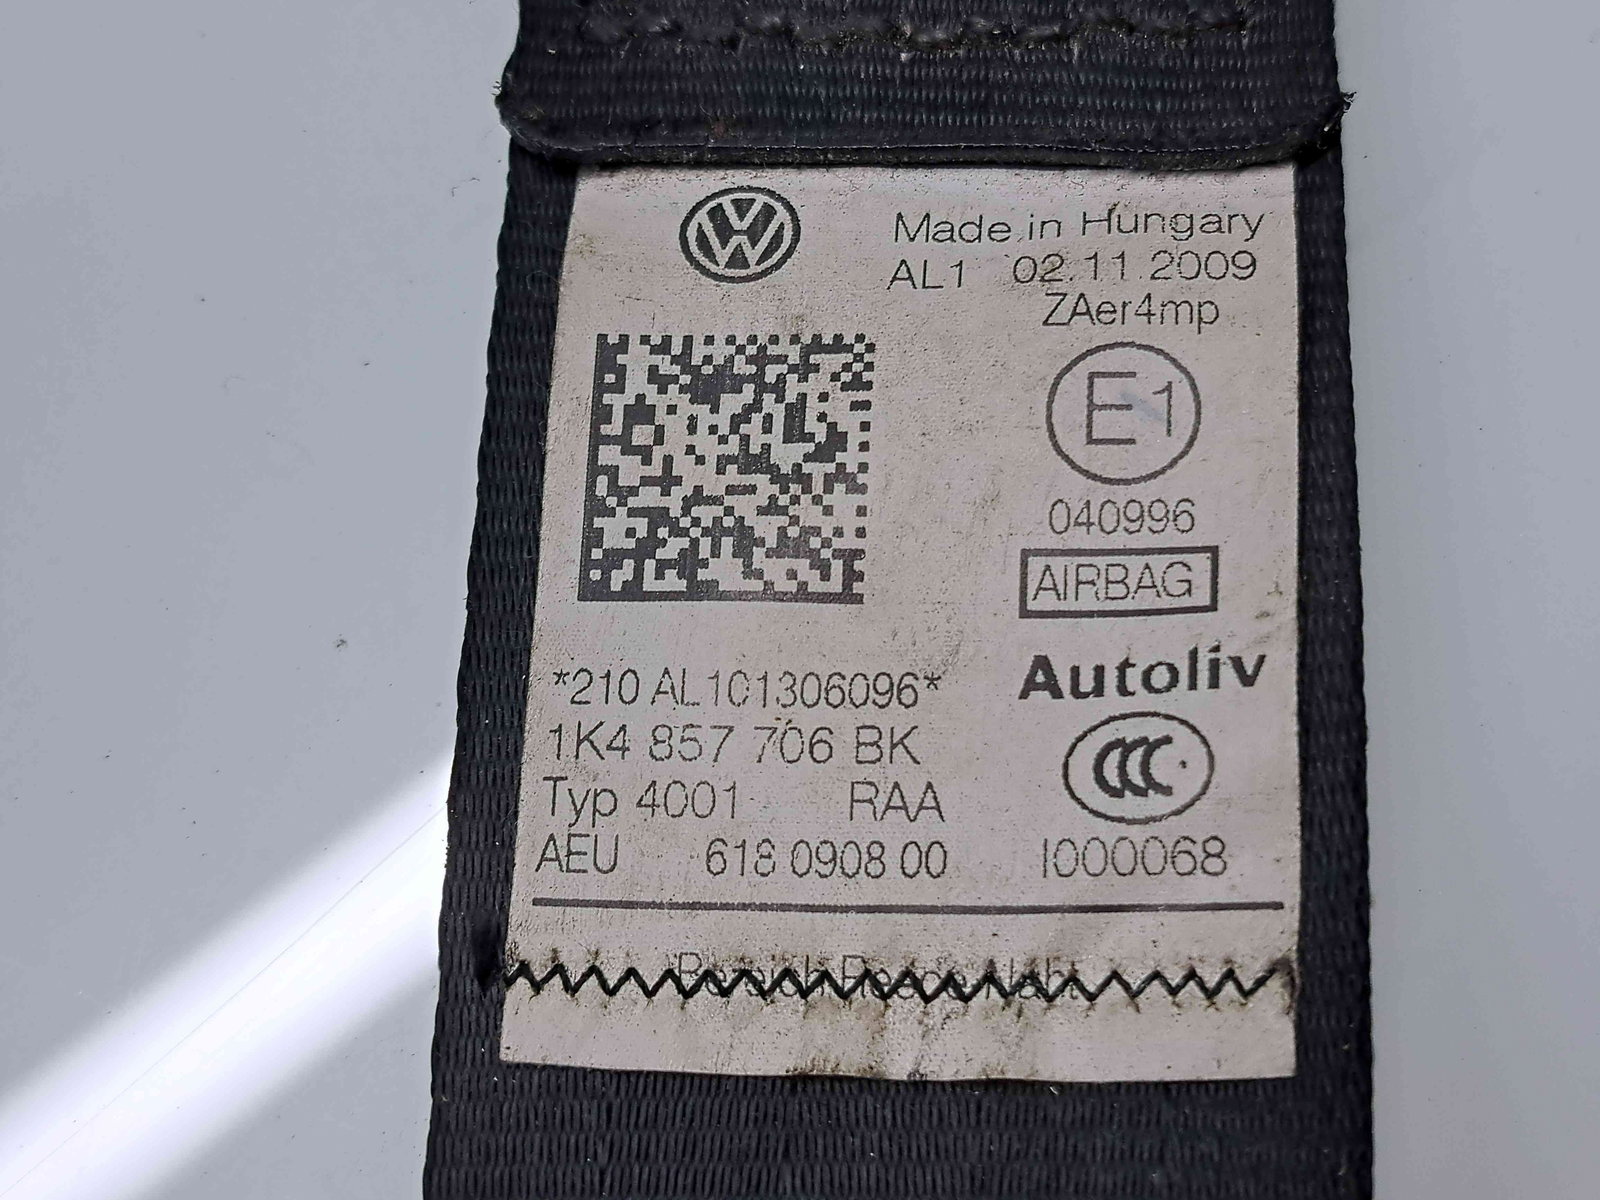 Made in Hungary
AL1 02.11.2009
ZAer4mp
E1
040996
AIRBAG
Autoliv
*210 AL101306096*
1K4 857 706 BK
Typ 4001 RAA
AEU 618 0908 00
CCC
I000068